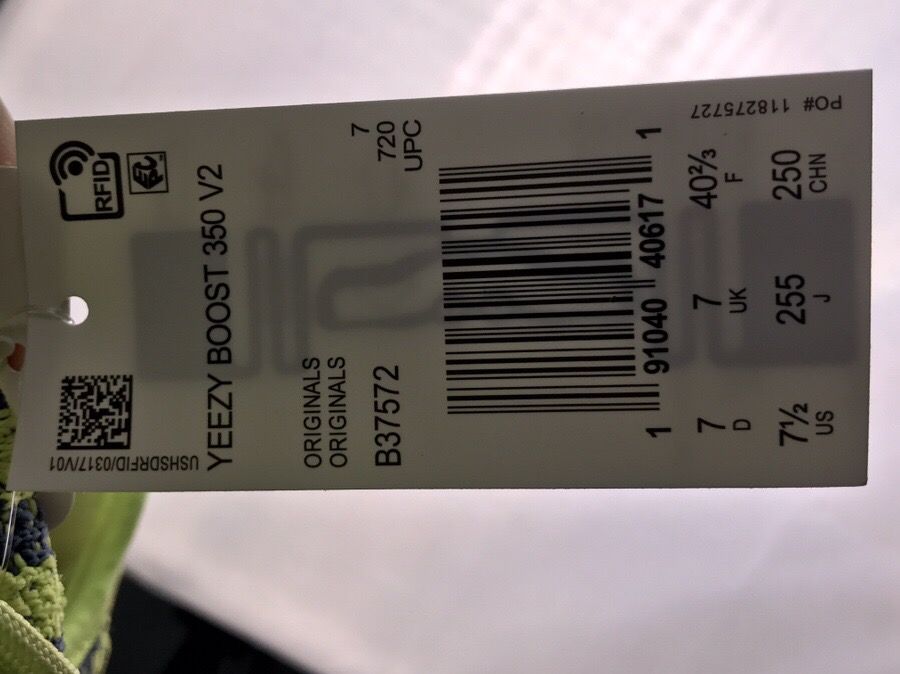 USHSDRFID/0317/V01
RFID
EPC
YEEZY BOOST 350 V2
ORIGINALS
ORIGINALS
B37572
7
720
UPC
1 91040 40617 1
7 7 40⅔
D UK F
7½ 255 250
US J CHN
PO# 118275727